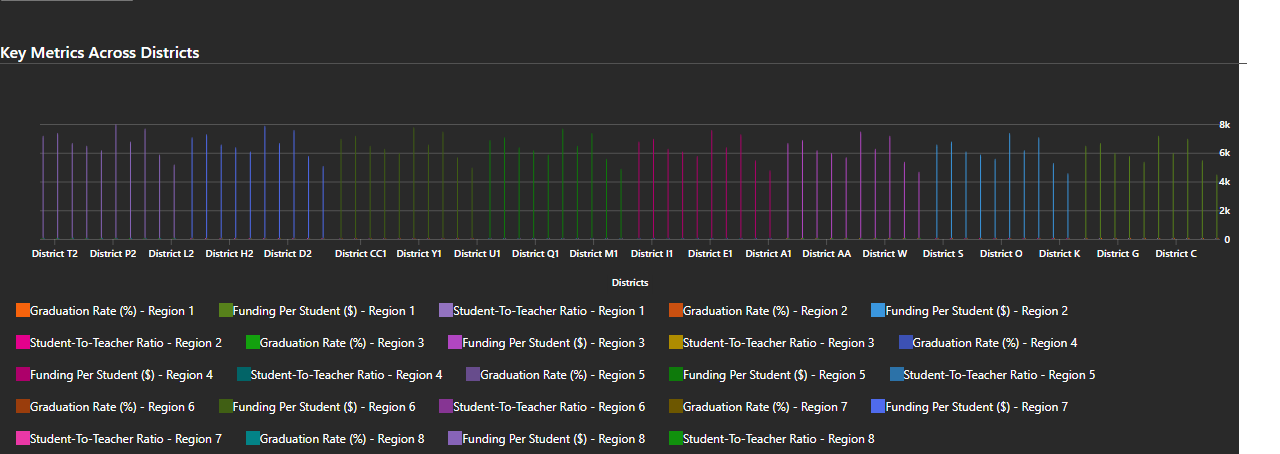 Key Metrics Across Districts
8k
6k
4k
2k
0
District T2 District P2 District L2 District H2 District D2 District CC1 District Y1 District U1 District Q1 District M1 District I1 District E1 District A1 District AA District W District S District O District K District G District C
Districts
Graduation Rate (%) - Region 1 Funding Per Student ($) - Region 1 Student-To-Teacher Ratio - Region 1 Graduation Rate (%) - Region 2 Funding Per Student ($) - Region 2
Student-To-Teacher Ratio - Region 2 Graduation Rate (%) - Region 3 Funding Per Student ($) - Region 3 Student-To-Teacher Ratio - Region 3 Graduation Rate (%) - Region 4
Funding Per Student ($) - Region 4 Student-To-Teacher Ratio - Region 4 Graduation Rate (%) - Region 5 Funding Per Student ($) - Region 5 Student-To-Teacher Ratio - Region 5
Graduation Rate (%) - Region 6 Funding Per Student ($) - Region 6 Student-To-Teacher Ratio - Region 6 Graduation Rate (%) - Region 7 Funding Per Student ($) - Region 7
Student-To-Teacher Ratio - Region 7 Graduation Rate (%) - Region 8 Funding Per Student ($) - Region 8 Student-To-Teacher Ratio - Region 8